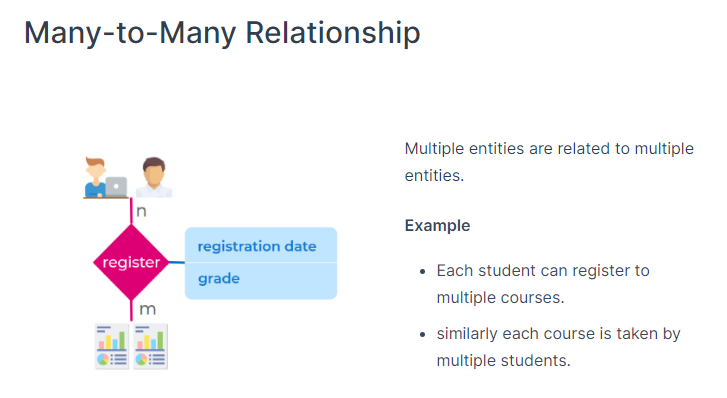 Many-to-Many Relationship
n
register
registration date
grade
m
Multiple entities are related to multiple
entities.
Example
• Each student can register to
multiple courses.
• similarly each course is taken by
multiple students.